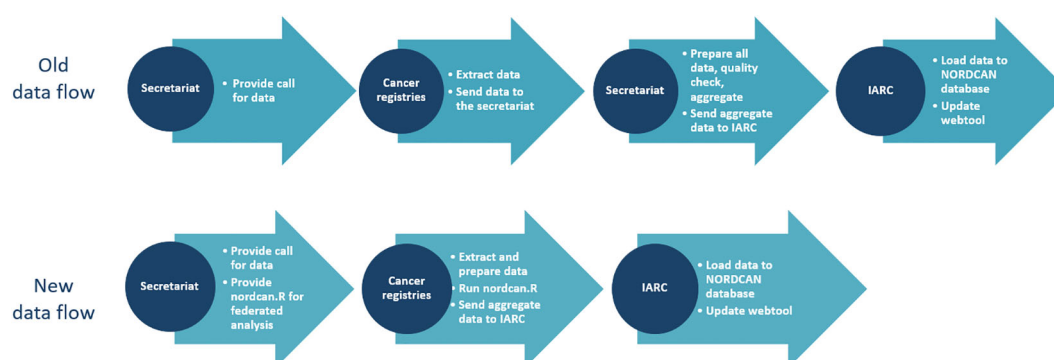 Old
data flow
Secretariat
• Provide call
for data
Cancer
registries
• Extract data
• Send data to
the secretariat
Secretariat
• Prepare all
data, quality
check,
aggregate
• Send aggregate
data to IARC
IARC
• Load data to
NORDCAN
database
• Update
webtool
New
data flow
Secretariat
• Provide call
for data
• Provide
nordcan.R for
federated
analysis
Cancer
registries
• Extract and
prepare data
• Run nordcan.R
• Send aggregate
data to IARC
IARC
• Load data to
NORDCAN
database
• Update webtool